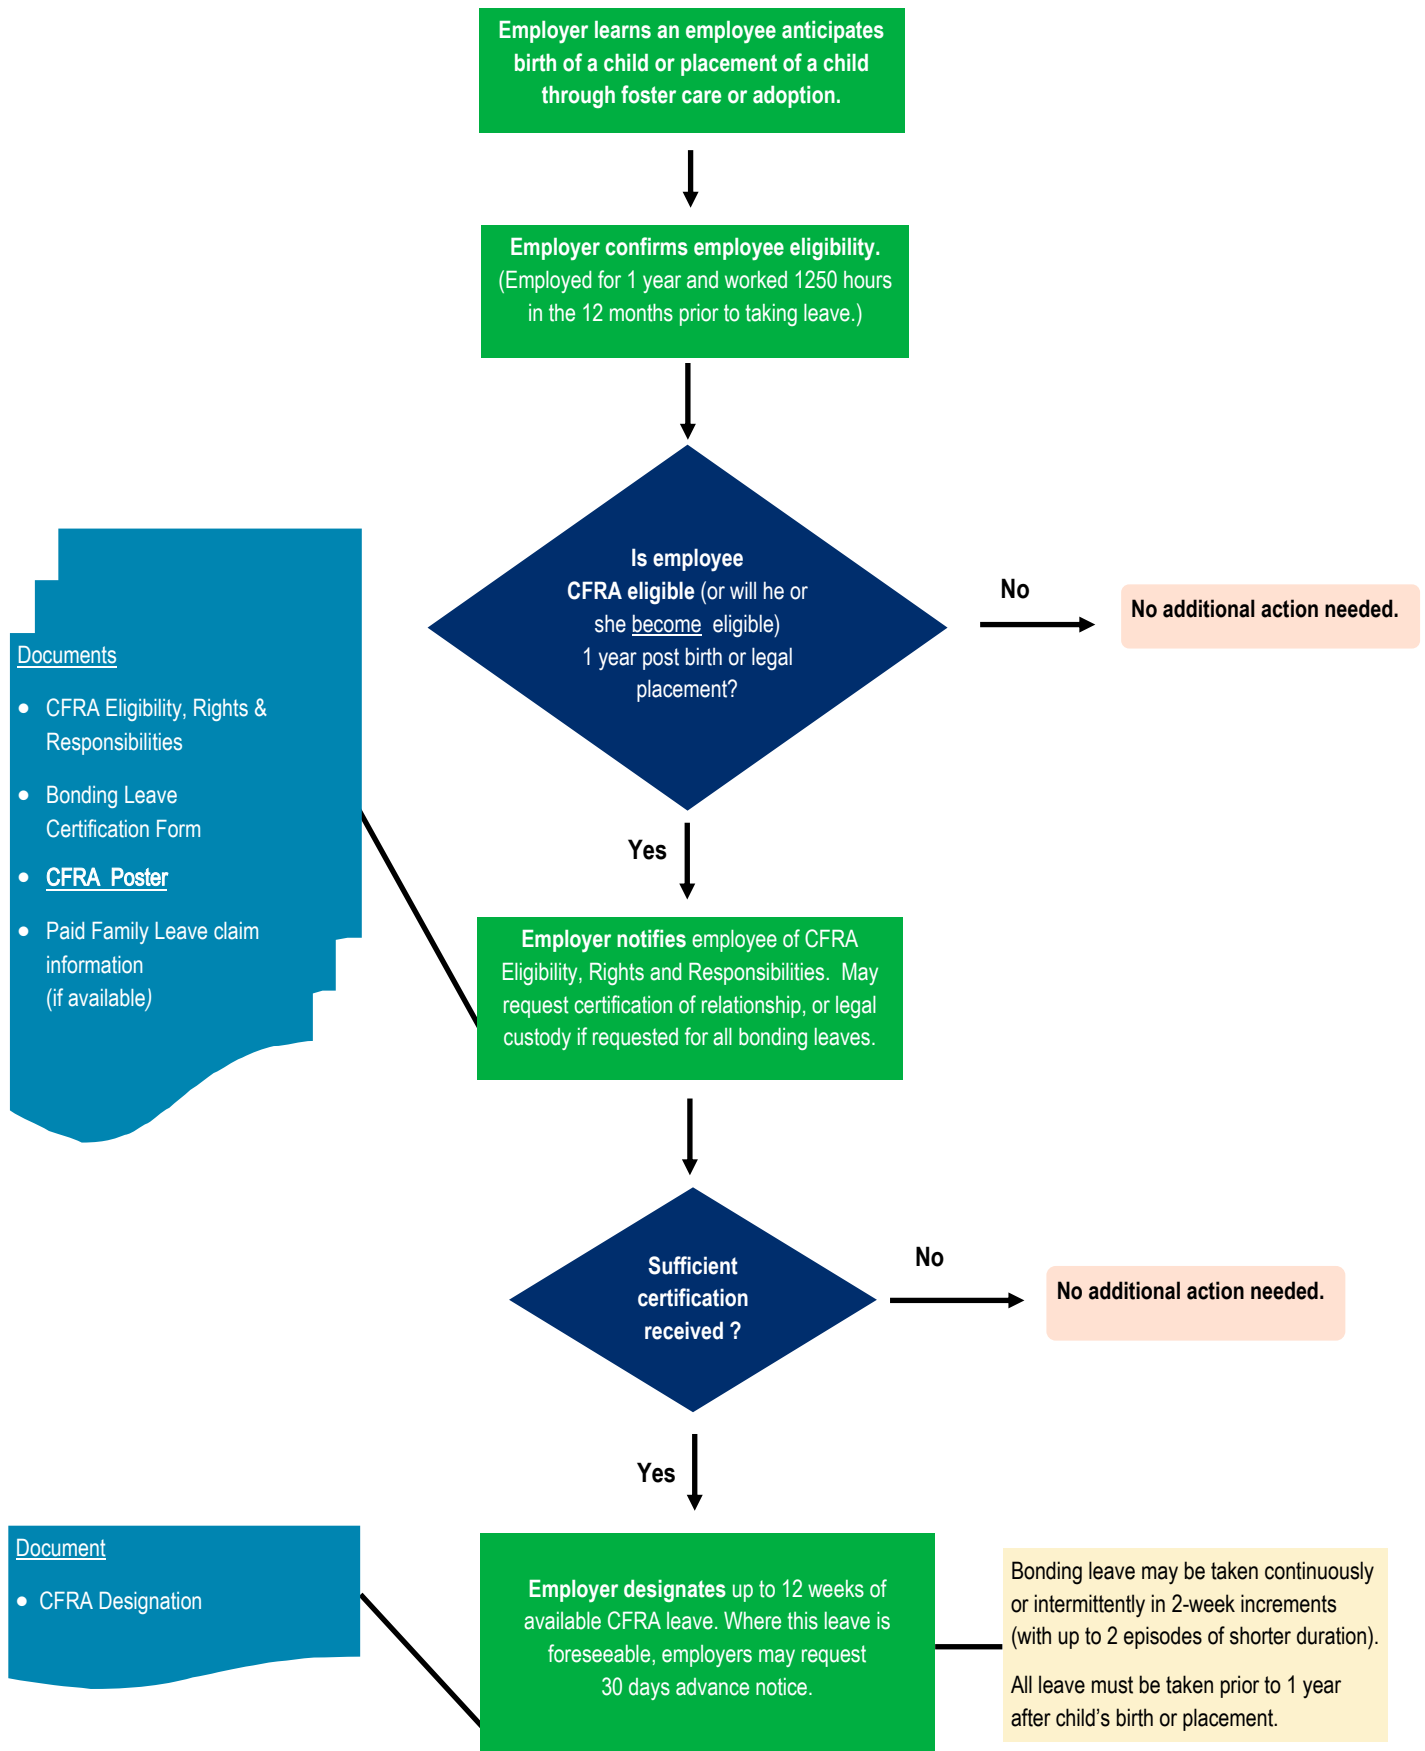 Employer learns an employee anticipates
birth of a child or placement of a child
through foster care or adoption.
Employer confirms employee eligibility.
(Employed for 1 year and worked 1250 hours
in the 12 months prior to taking leave.)
Is employee
CFRA eligible (or will he or
she become eligible)
1 year post birth or legal
placement?
No
No additional action needed.
Documents
• CFRA Eligibility, Rights &
Responsibilities
• Bonding Leave
Certification Form
• CFRA Poster
• Paid Family Leave claim
information
(if available)
Yes
Employer notifies employee of CFRA
Eligibility, Rights and Responsibilities. May
request certification of relationship, or legal
custody if requested for all bonding leaves.
Sufficient
certification
received ?
No
No additional action needed.
Yes
Document
• CFRA Designation
Employer designates up to 12 weeks of
available CFRA leave. Where this leave is
foreseeable, employers may request
30 days advance notice.
Bonding leave may be taken continuously
or intermittently in 2-week increments
(with up to 2 episodes of shorter duration).
All leave must be taken prior to 1 year
after child’s birth or placement.